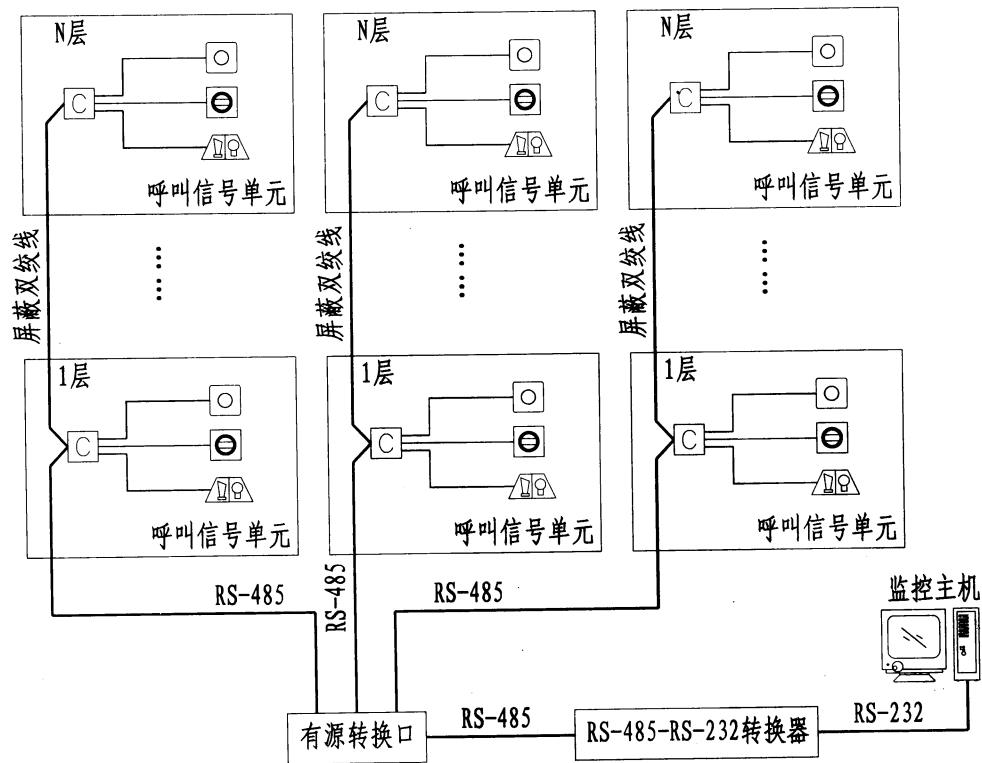 N层
C
呼叫信号单元
N层
C
呼叫信号单元
N层
C
呼叫信号单元
屏蔽双绞线
屏蔽双绞线
屏蔽双绞线
1层
C
呼叫信号单元
1层
C
呼叫信号单元
1层
C
呼叫信号单元
RS-485
RS-485
RS-485
监控主机
有源转换口
RS-485
RS-485-RS-232转换器
RS-232